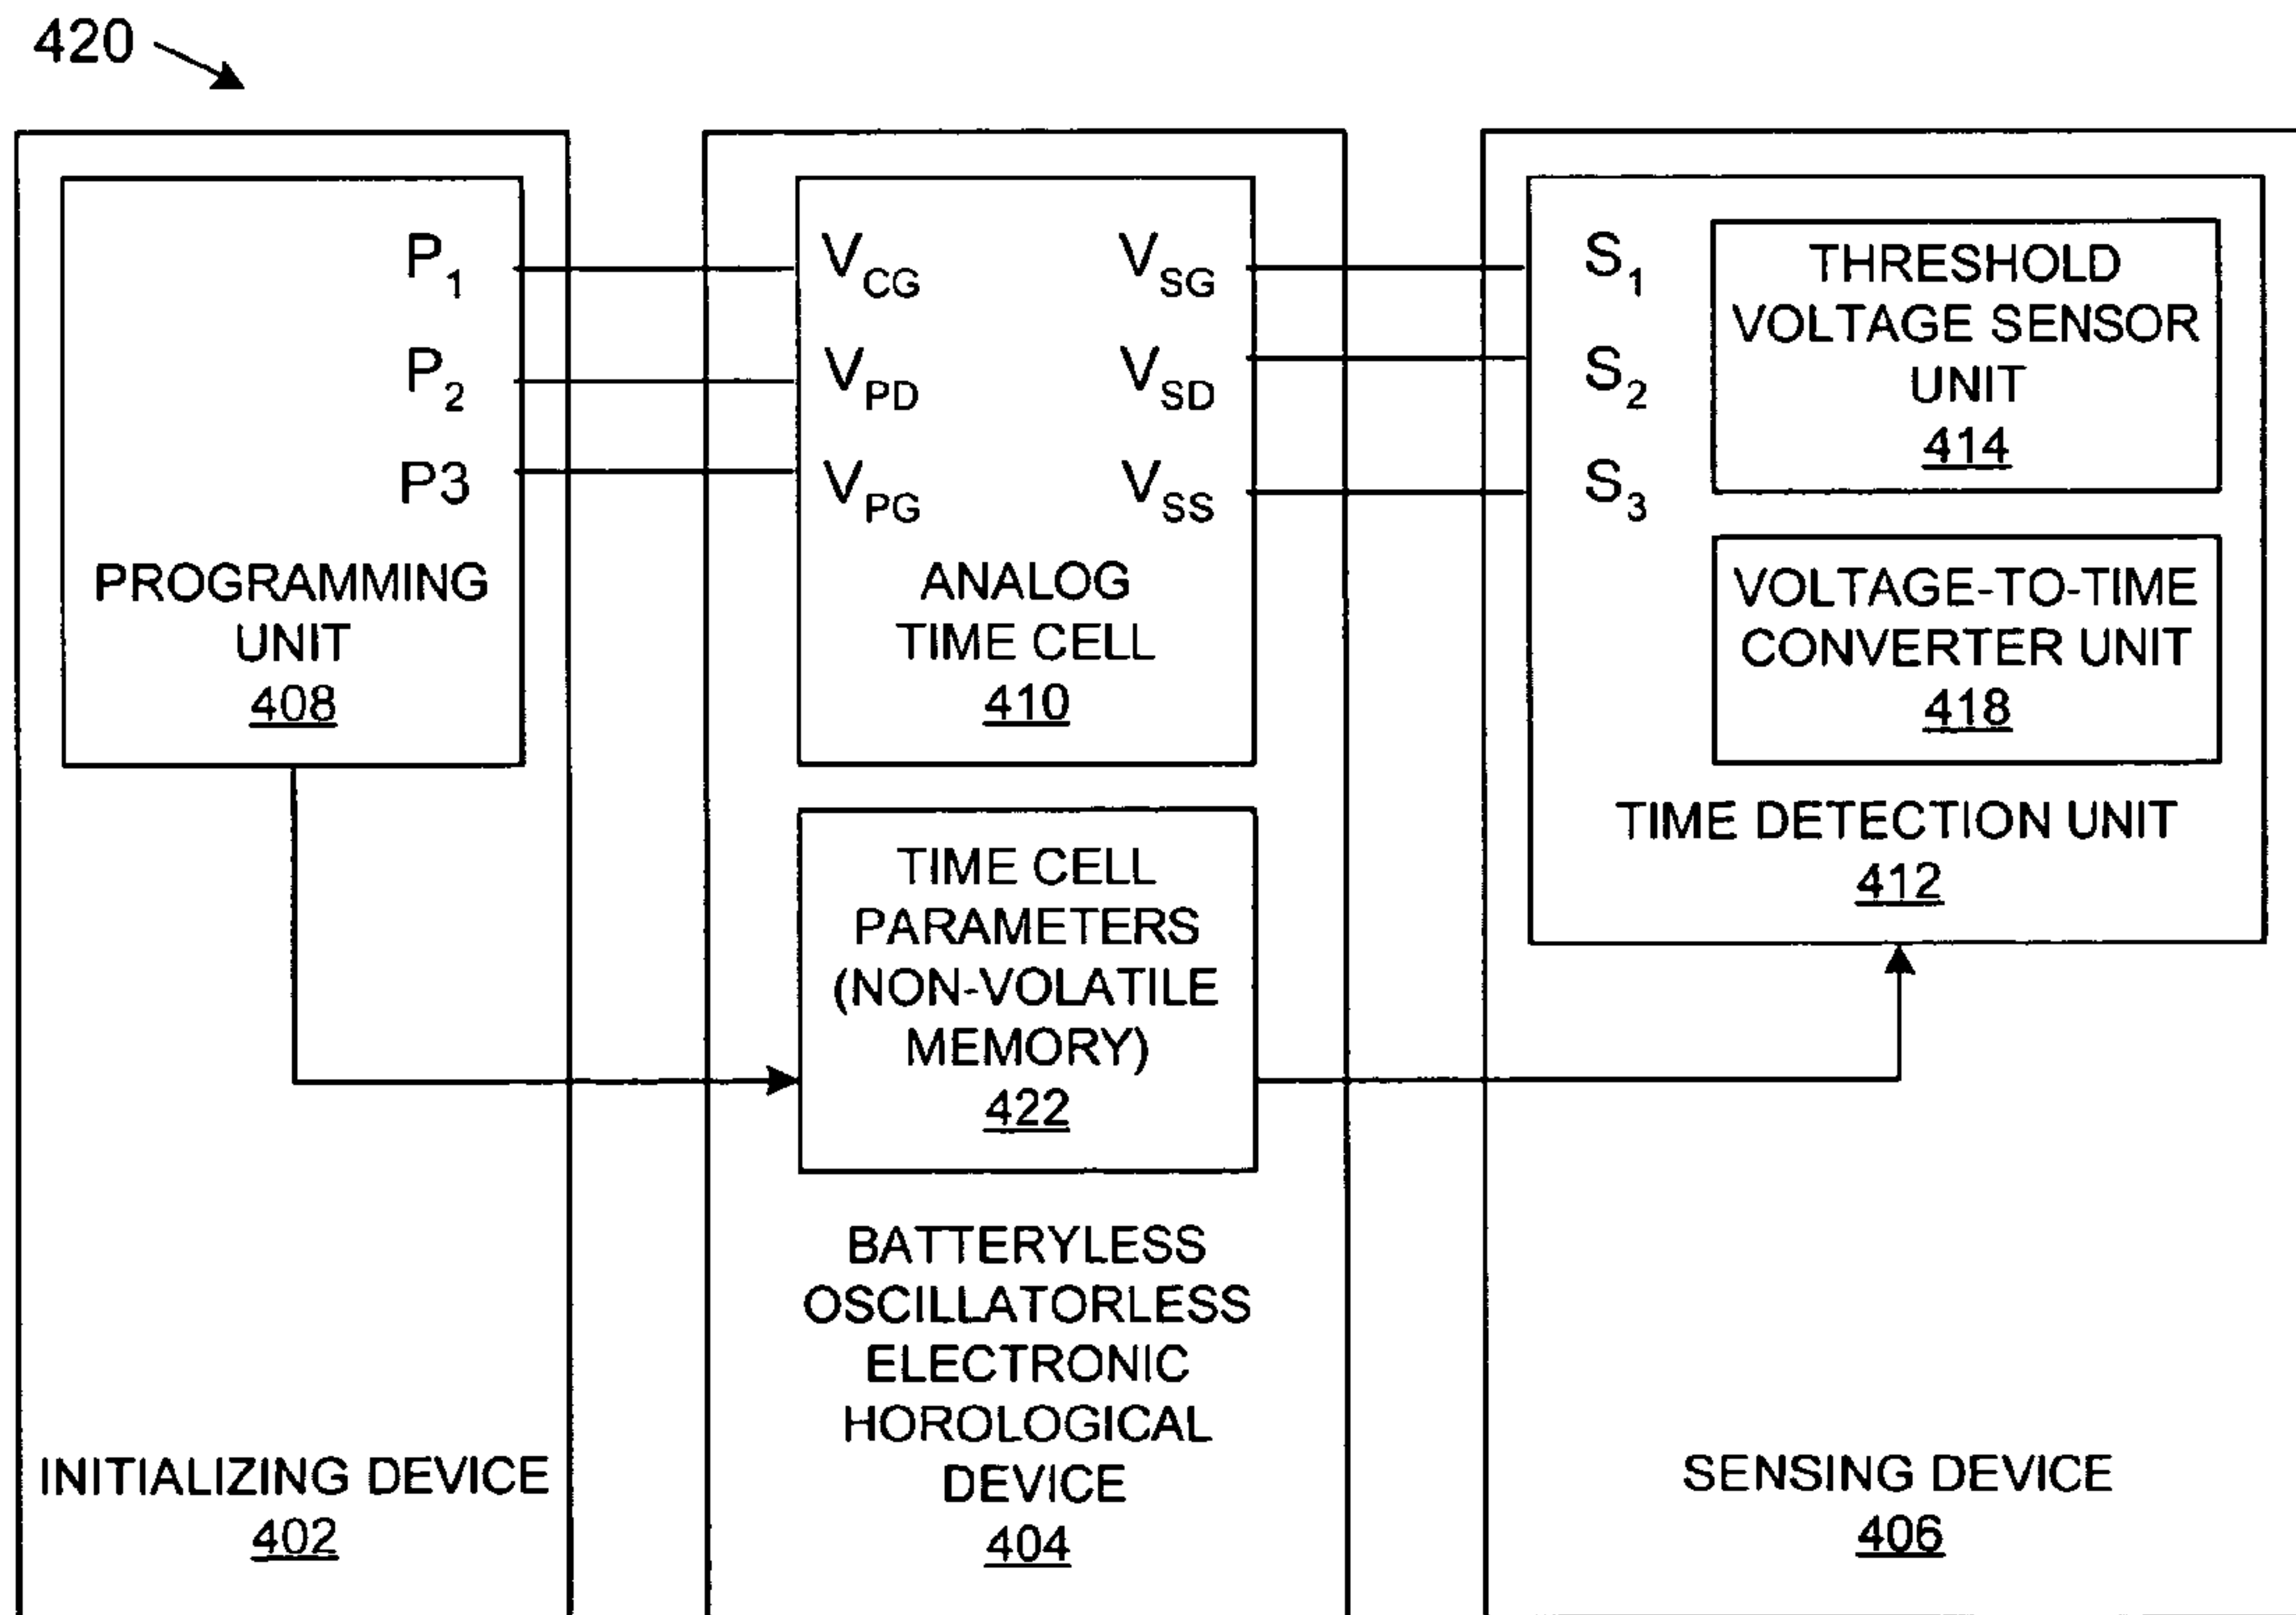 420
P1
P2
P3
PROGRAMMING
UNIT
408
VCG
VPD
VPG
VSG
VSD
VSS
ANALOG
TIME CELL
410
S1
S2
S3
THRESHOLD
VOLTAGE SENSOR
UNIT
414
VOLTAGE-TO-TIME
CONVERTER UNIT
418
TIME DETECTION UNIT
412
TIME CELL
PARAMETERS
(NON-VOLATILE
MEMORY)
422
INITIALIZING DEVICE
402
BATTERYLESS
OSCILLATORLESS
ELECTRONIC
HOROLOGICAL
DEVICE
404
SENSING DEVICE
406